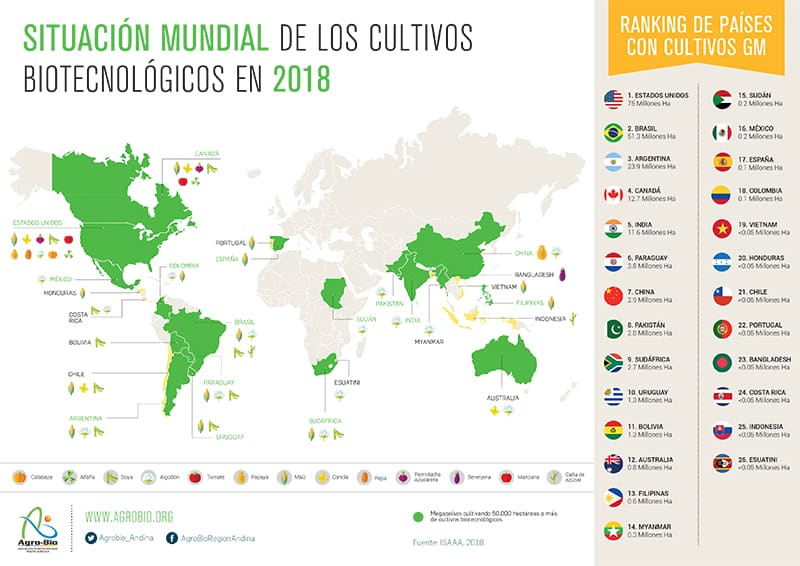 SITUACIÓN MUNDIAL DE LOS CULTIVOS
BIOTECNOLÓGICOS EN 2018
CANADÁ
ESTADOS UNIDOS
MÉXICO
HONDURAS
COSTA RICA
COLOMBIA
BOLIVIA
CHILE
ARGENTINA
BRASIL
PARAGUAY
URUGUAY
PORTUGAL
ESPAÑA
SUDÁN
PAKISTÁN
INDIA
MYANMAR
CHINA
BANGLADESH
VIETNAM
FILIPINAS
INDONESIA
ESUATINI
SUDÁFRICA
AUSTRALIA
Calabaza
Alfalfa
Soya
Algodón
Tomate
Papaya
Maíz
Canola
Papa
Remolacha
azucarera
Berenjena
Manzana
Caña de
azúcar
Agro-Bio
WWW.AGROBIO.ORG
Agrobio_Andina
AgroBioRegionAndina
Megapaíses cultivando 50,000 hectáreas o más
de cultivos biotecnológicos
Fuente: ISAAA, 2018.
RANKING DE PAÍSES
CON CULTIVOS GM
1. ESTADOS UNIDOS
75 Millones Ha
2. BRASIL
51.3 Millones Ha
3. ARGENTINA
23.9 Millones Ha
4. CANADÁ
12.7 Millones Ha
5. INDIA
11.6 Millones Ha
6. PARAGUAY
3.8 Millones Ha
7. CHINA
2.9 Millones Ha
8. PAKISTÁN
2.8 Millones Ha
9. SUDÁFRICA
2.7 Millones Ha
10. URUGUAY
1.3 Millones Ha
11. BOLIVIA
1.3 Millones Ha
12. AUSTRALIA
0.8 Millones Ha
13. FILIPINAS
0.6 Millones Ha
14. MYANMAR
0.3 Millones Ha
15. SUDÁN
0.2 Millones Ha
16. MÉXICO
0.2 Millones Ha
17. ESPAÑA
0.1 Millones Ha
18. COLOMBIA
0.1 Millones Ha
19. VIETNAM
<0.05 Millones Ha
20. HONDURAS
<0.05 Millones Ha
21. CHILE
<0.05 Millones Ha
22. PORTUGAL
<0.05 Millones Ha
23. BANGLADESH
<0.05 Millones Ha
24. COSTA RICA
<0.05 Millones Ha
25. INDONESIA
<0.05 Millones Ha
26. ESUATINI
<0.05 Millones Ha